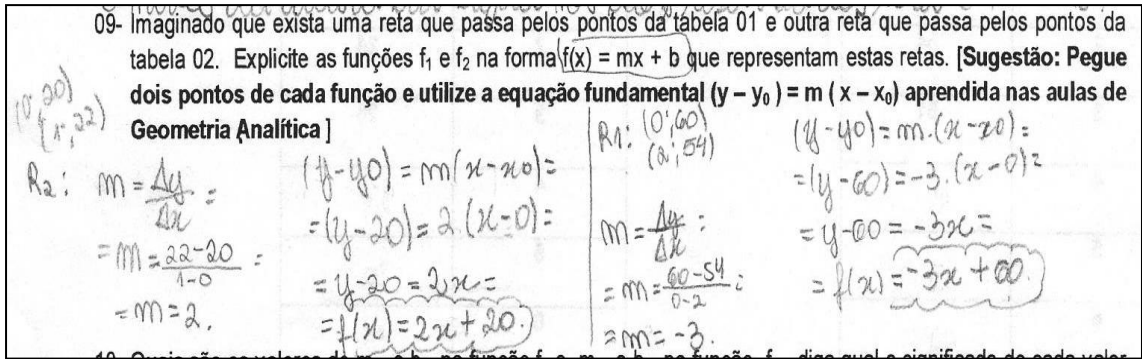 09- Imaginado que exista uma reta que passa pelos pontos da tabela 01 e outra reta que passa pelos pontos da
tabela 02. Explicite as funções f₁ e f₂ na forma f(x) = mx + b que representam estas retas. [Sugestão: Pegue
dois pontos de cada função e utilize a equação fundamental (y – y₀ ) = m ( x – x₀) aprendida nas aulas de
Geometria Analítica ]
(0,20)
(1,22)
R2:
m = Δy/Δx =
= m = 22-20/1-0 =
= m = 2.
(y-y0) = m(x-x0) =
= (y-20) = 2.(x-0) =
= y-20 = 2x =
= f(x) = 2x + 20.
R1: (0,60)
(2,54)
m = Δy/Δx =
= m = 60-54/0-2 =
= m = -3.
(y-y0) = m.(x-x0) =
= (y-60) = -3.(x-0) =
= y-60 = -3x =
= f(x) = -3x + 60.